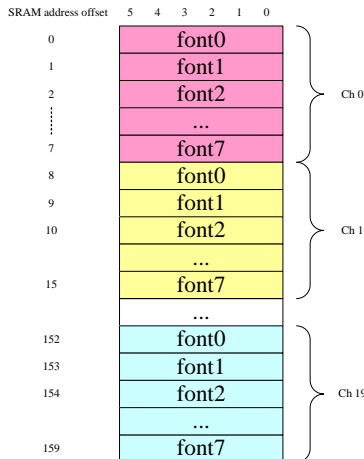 SRAM address offset 5 4 3 2 1 0
0 font0
1 font1
2 font2
...
7 font7
Ch 0
8 font0
9 font1
10 font2
...
15 font7
Ch 1
...
152 font0
153 font1
154 font2
...
159 font7
Ch 19